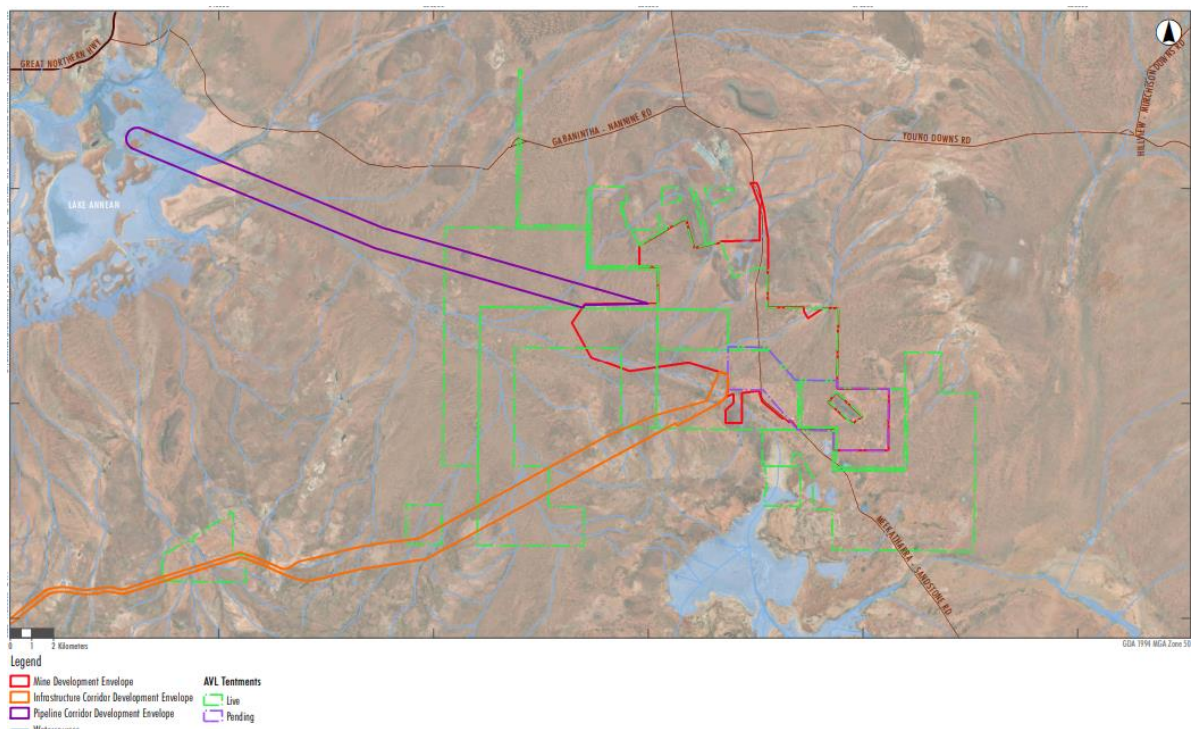 GREAT NORTHERN HWY
GABANINTHA - NANNINE RD
YOUNG DOWNS RD
HILLVIEW - MURCHISON DOWNS RD
LAKE ANNEAN
MEEKATHARRA - SANDSTONE RD
0 1 2 Kilometers
GDA 1994 MGA Zone 50
Legend
Mine Development Envelope
Infrastructure Corridor Development Envelope
Pipeline Corridor Development Envelope
AVL Tentments
Live
Pending